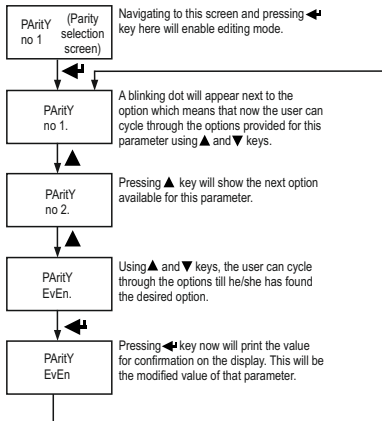 PAritY (Parity
no 1 selection
screen)
Navigating to this screen and pressing
key here will enable editing mode.
PAritY
no 1.
A blinking dot will appear next to the
option which means that now the user can
cycle through the options provided for this
parameter using ▲ and ▼ keys.
PAritY
no 2.
Pressing ▲ key will show the next option
available for this parameter.
PAritY
EvEn.
Using ▲ and ▼ keys, the user can cycle
through the options till he/she has found
the desired option.
PAritY
EvEn
Pressing key now will print the value
for confirmation on the display. This will be
the modified value of that parameter.